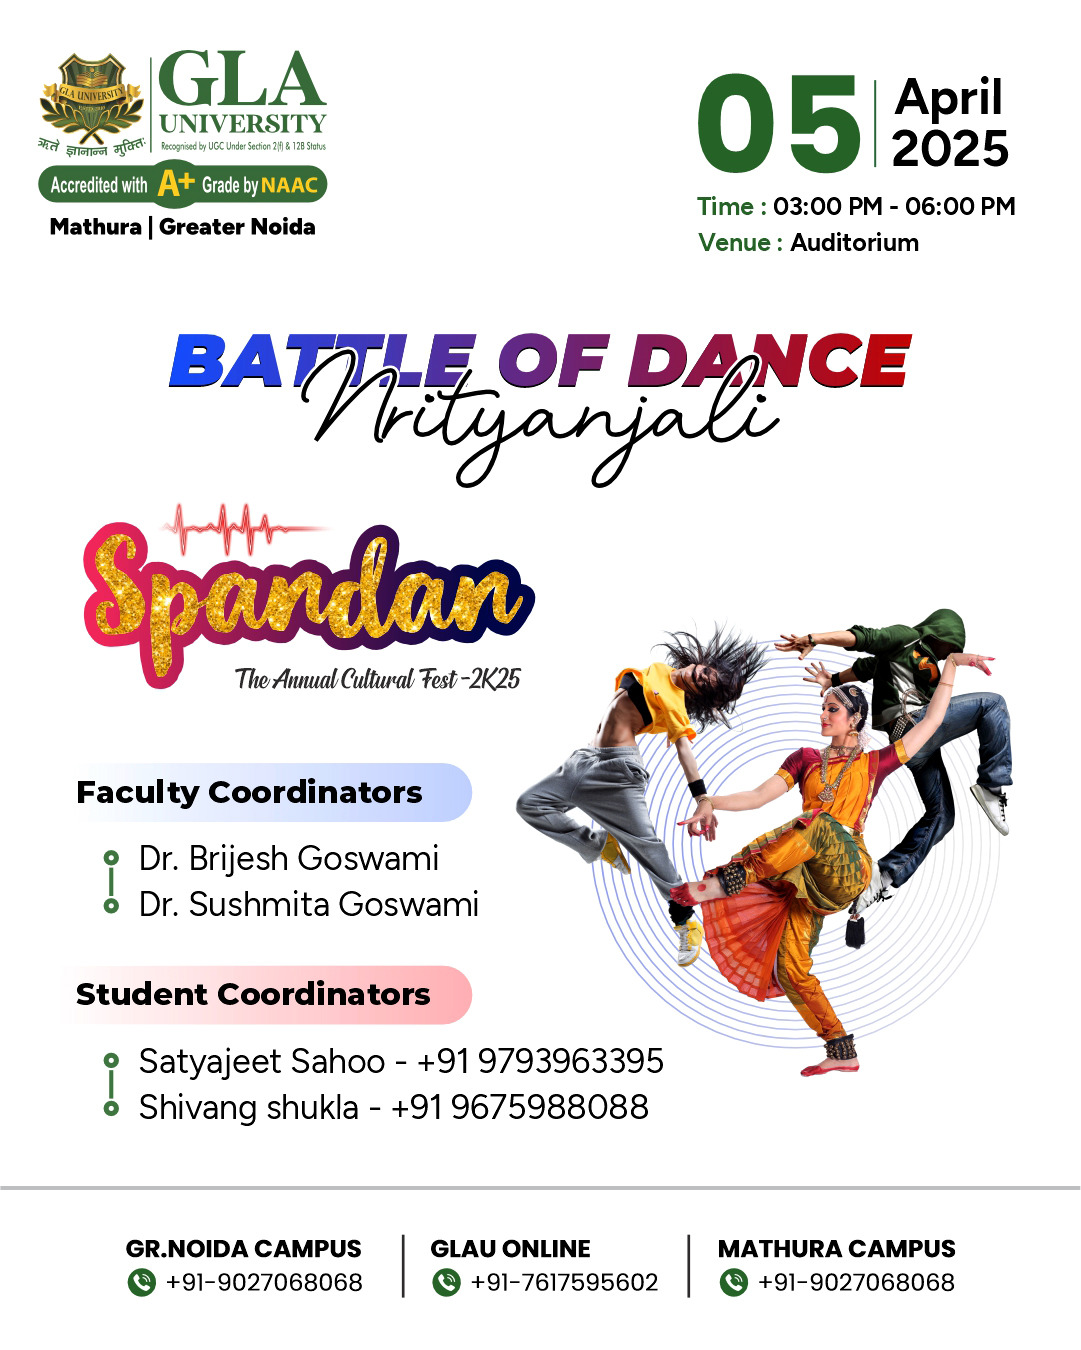 GLA UNIVERSITY
ऋते ज्ञानान्न मुक्तिः
GLA
UNIVERSITY
Recognised by UGC Under Section 2(f) & 12B Status
Accredited with A+ Grade by NAAC
Mathura | Greater Noida
05 April
2025
Time : 03:00 PM - 06:00 PM
Venue : Auditorium
BATTLE OF DANCE
Nrityanjali
Spandan
The Annual Cultural Fest -2K25
Faculty Coordinators
Dr. Brijesh Goswami
Dr. Sushmita Goswami
Student Coordinators
Satyajeet Sahoo - +91 9793963395
Shivang shukla - +91 9675988088
GR.NOIDA CAMPUS
+91-9027068068
GLAU ONLINE
+91-7617595602
MATHURA CAMPUS
+91-9027068068